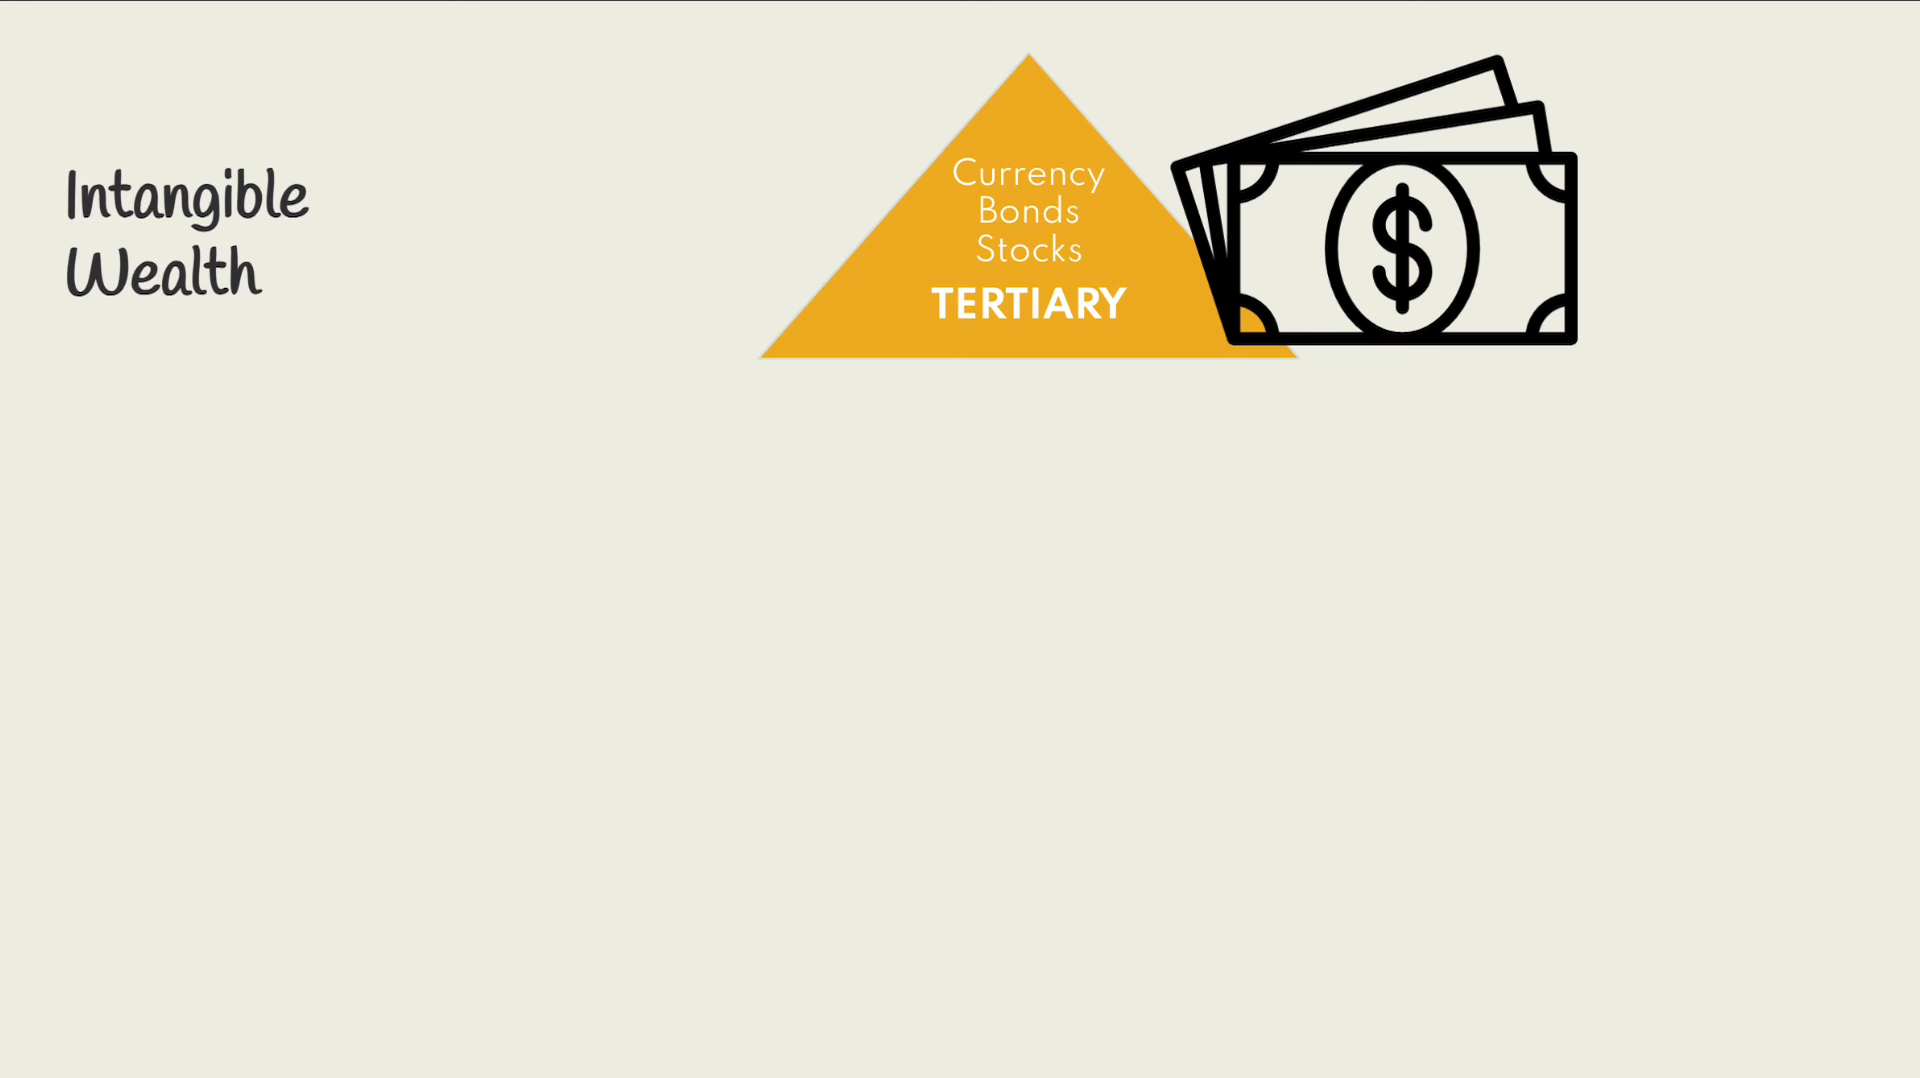 Intangible
Wealth
Currency
Bonds
Stocks
TERTIARY
$